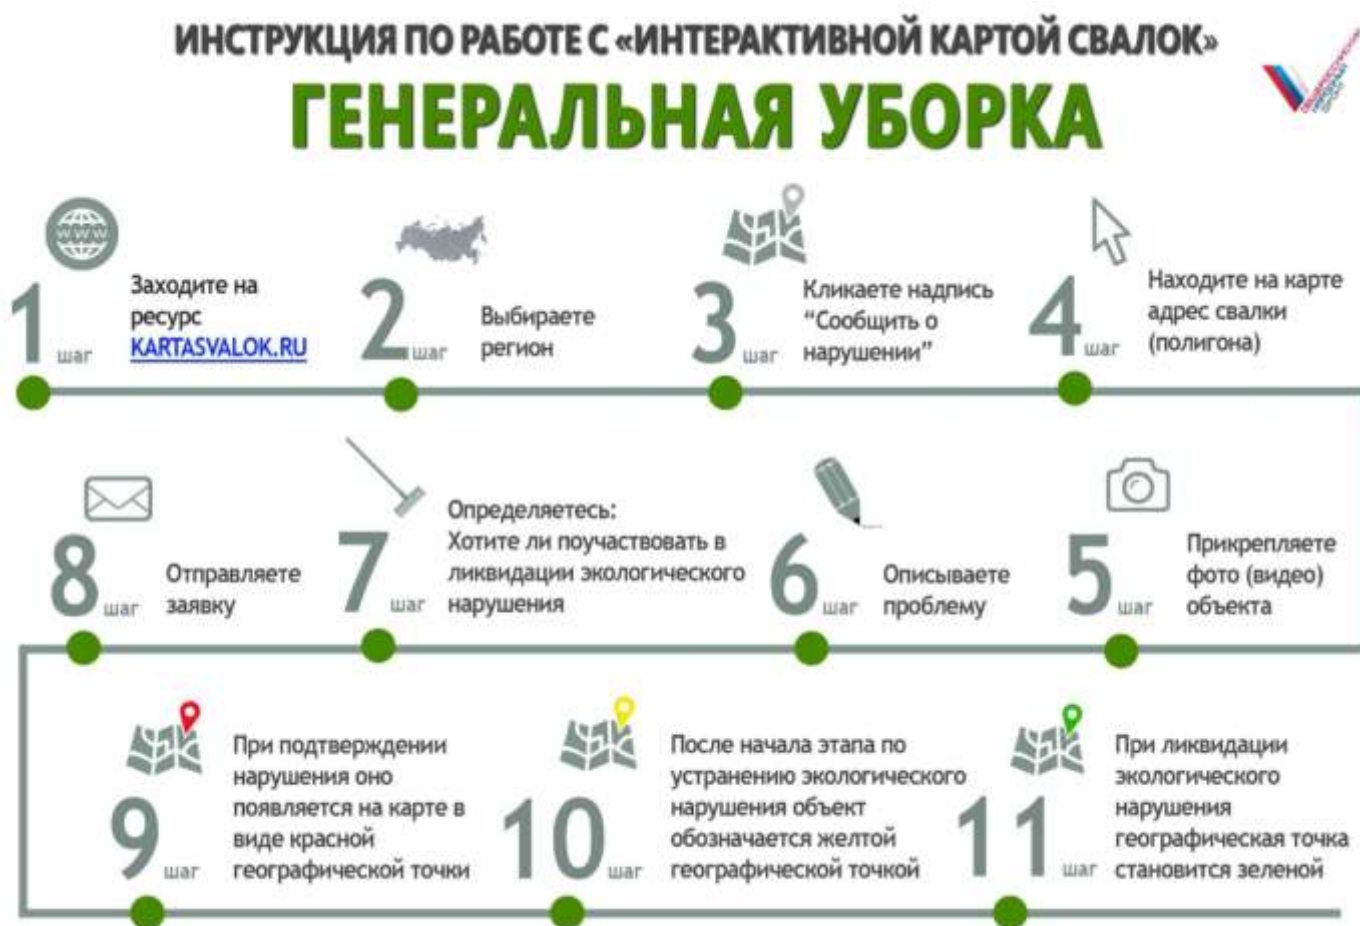 ИНСТРУКЦИЯ ПО РАБОТЕ С «ИНТЕРАКТИВНОЙ КАРТОЙ СВАЛОК»
ГЕНЕРАЛЬНАЯ УБОРКА
WWW
1 шаг
Заходите на
ресурс
KARTASVALOK.RU
2 шаг
Выбираете
регион
3 шаг
Кликаете надпись
“Сообщить о
нарушении”
4 шаг
Находите на карте
адрес свалки
(полигона)
5 шаг
Прикрепляете
фото (видео)
объекта
6 шаг
Описываете
проблему
7 шаг
Определяетесь:
Хотите ли поучаствовать в
ликвидации экологического
нарушения
8 шаг
Отправляете
заявку
9 шаг
При подтверждении
нарушения оно
появляется на карте в
виде красной
географической точки
10 шаг
После начала этапа по
устранению экологического
нарушения объект
обозначается желтой
географической точкой
11 шаг
При ликвидации
экологического
нарушения
географическая точка
становится зеленой